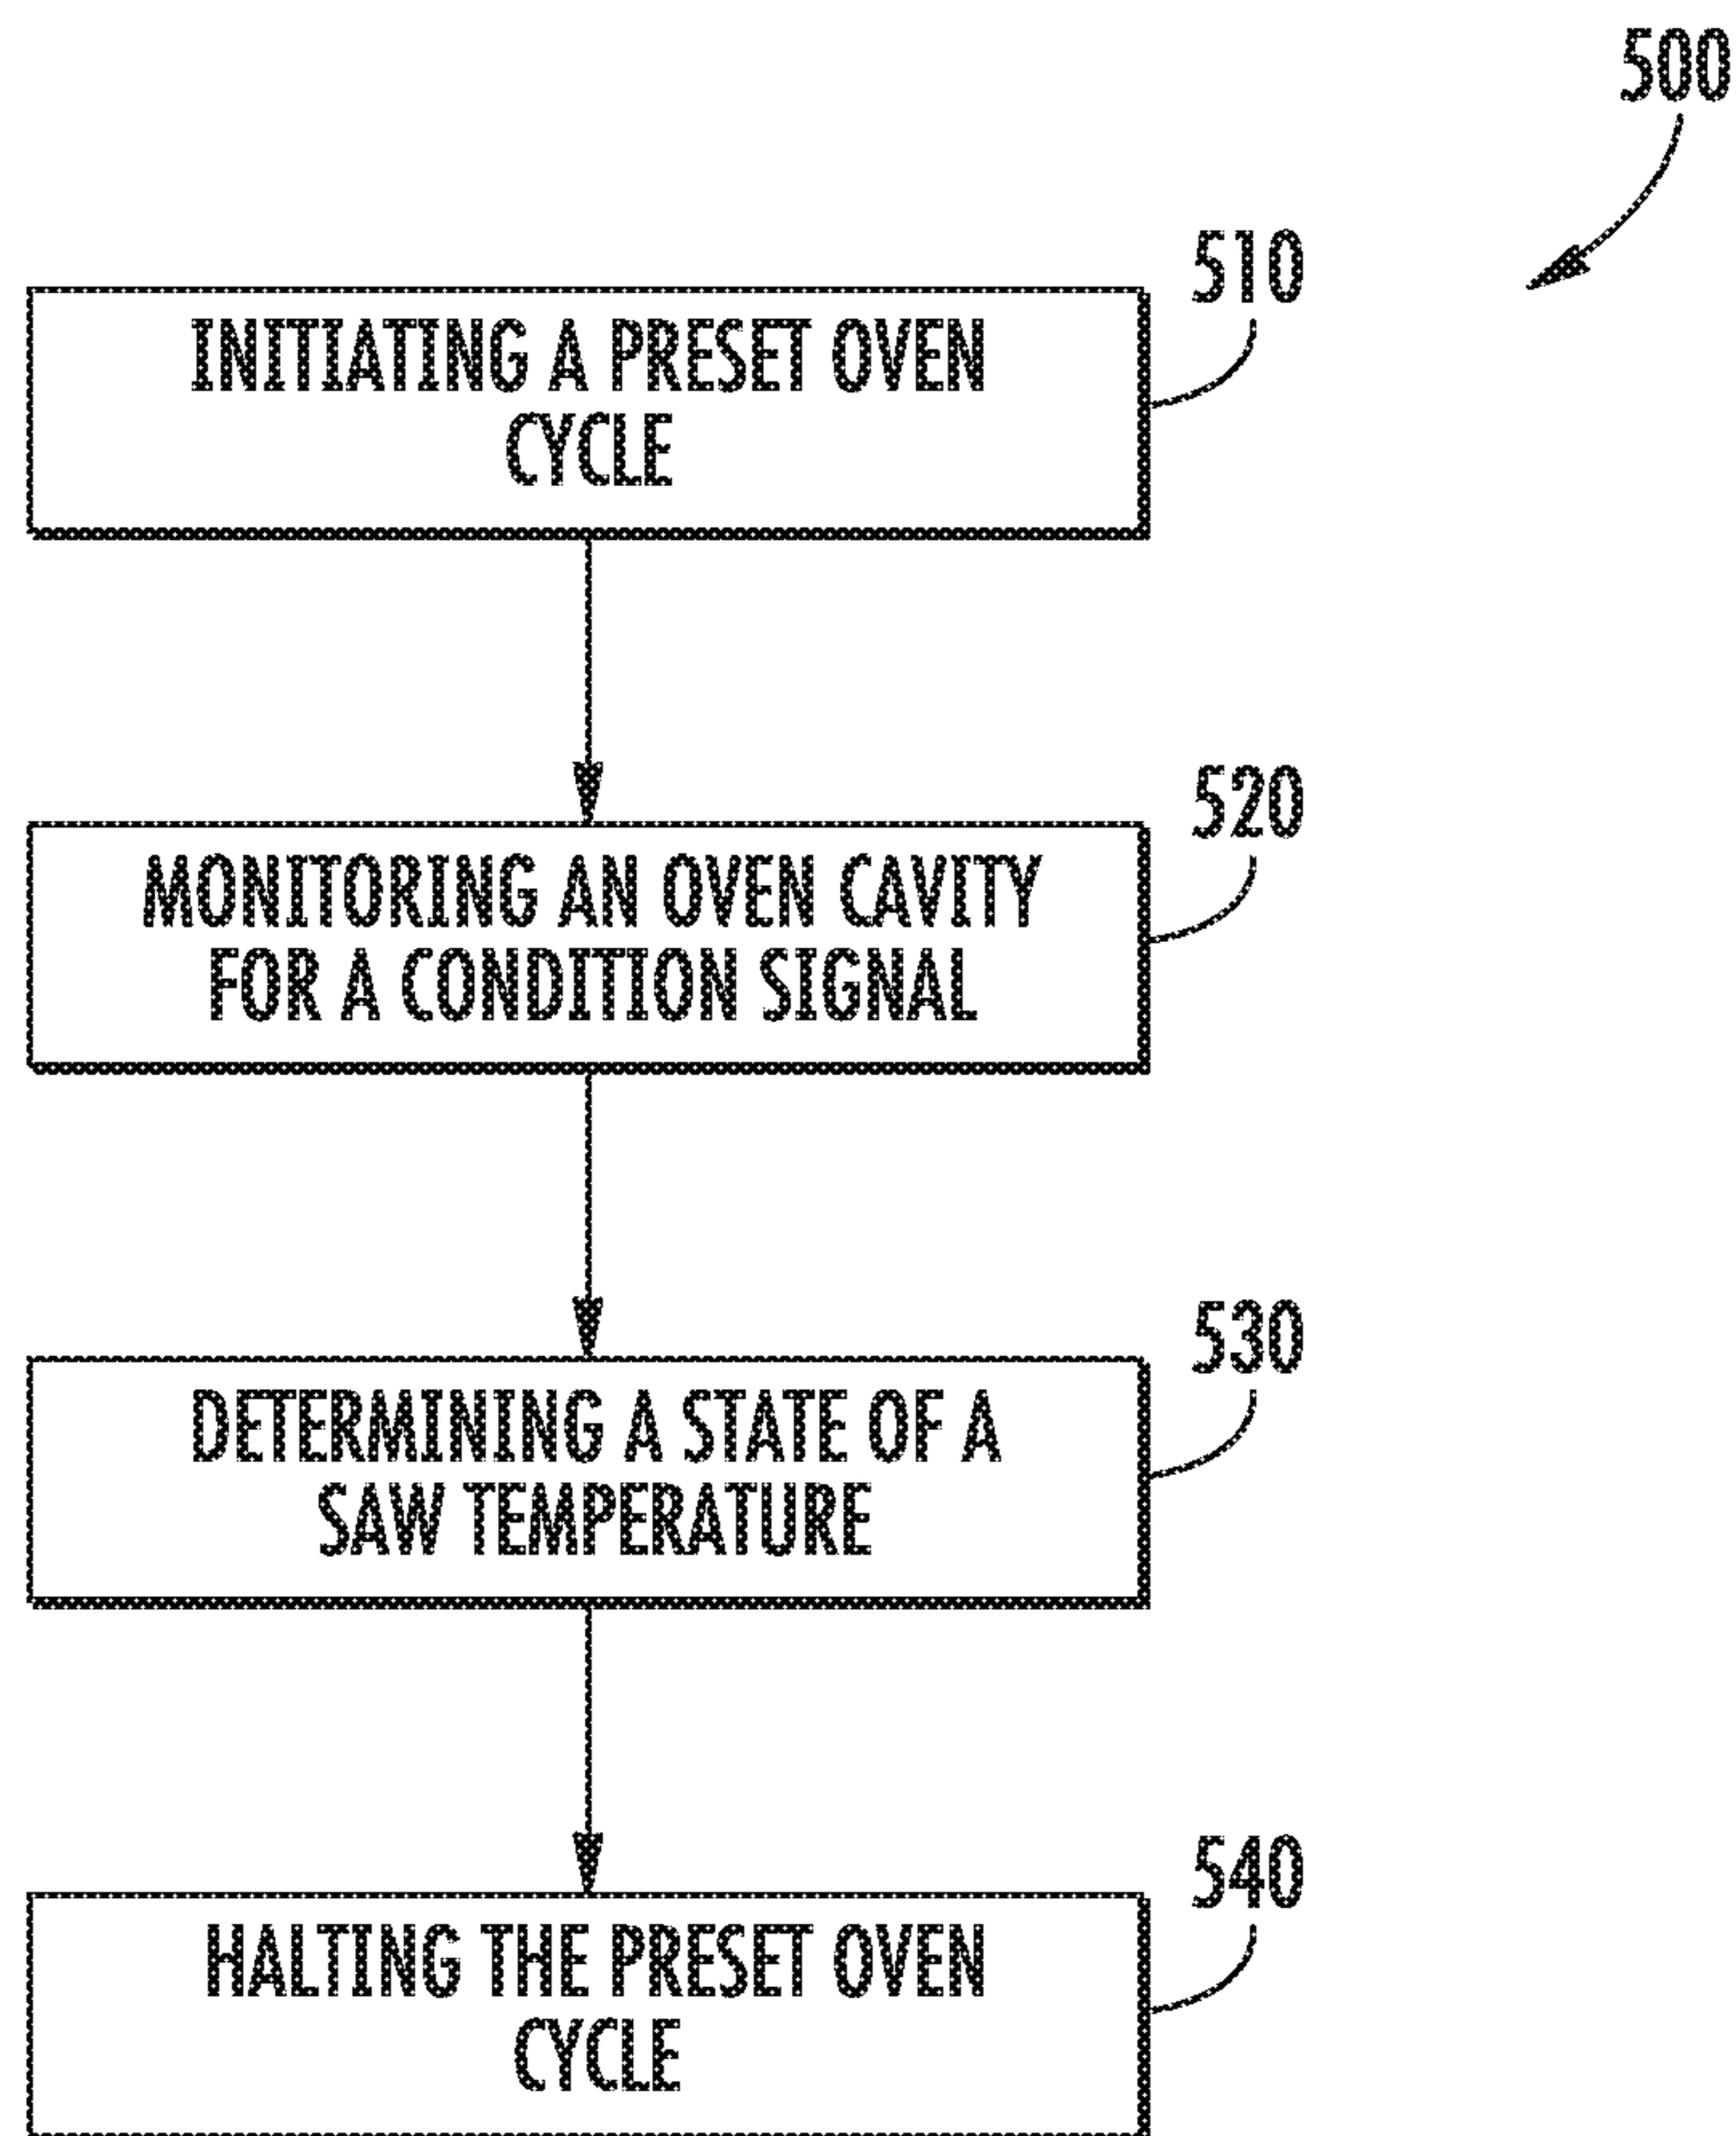 500
510
INITIATING A PRESET OVEN
CYCLE
520
MONITORING AN OVEN CAVITY
FOR A CONDITION SIGNAL
530
DETERMINING A STATE OF A
SAW TEMPERATURE
540
HALTING THE PRESET OVEN
CYCLE